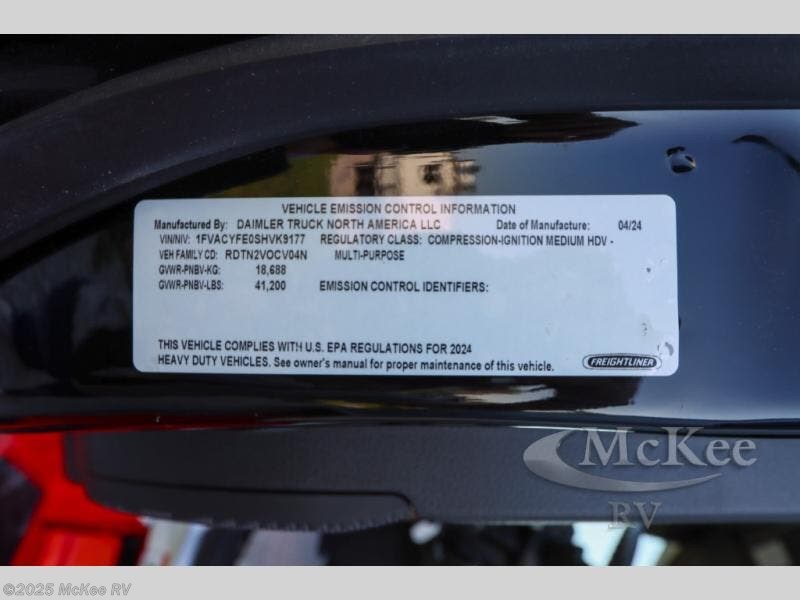 VEHICLE EMISSION CONTROL INFORMATION
Manufactured By: DAIMLER TRUCK NORTH AMERICA LLC Date of Manufacture: 04/24
VIN/NIV: 1FVACYFE0SHVK9177 REGULATORY CLASS: COMPRESSION-IGNITION MEDIUM HDV -
VEH FAMILY CD: RDTN2VOCV04N MULTI-PURPOSE
GVWR-PNBV-KG: 18,688
GVWR-PNBV-LBS: 41,200 EMISSION CONTROL IDENTIFIERS:
THIS VEHICLE COMPLIES WITH U.S. EPA REGULATIONS FOR 2024
HEAVY DUTY VEHICLES. See owner's manual for proper maintenance of this vehicle.
FREIGHTLINER
McKee
RV
©2025 McKee RV